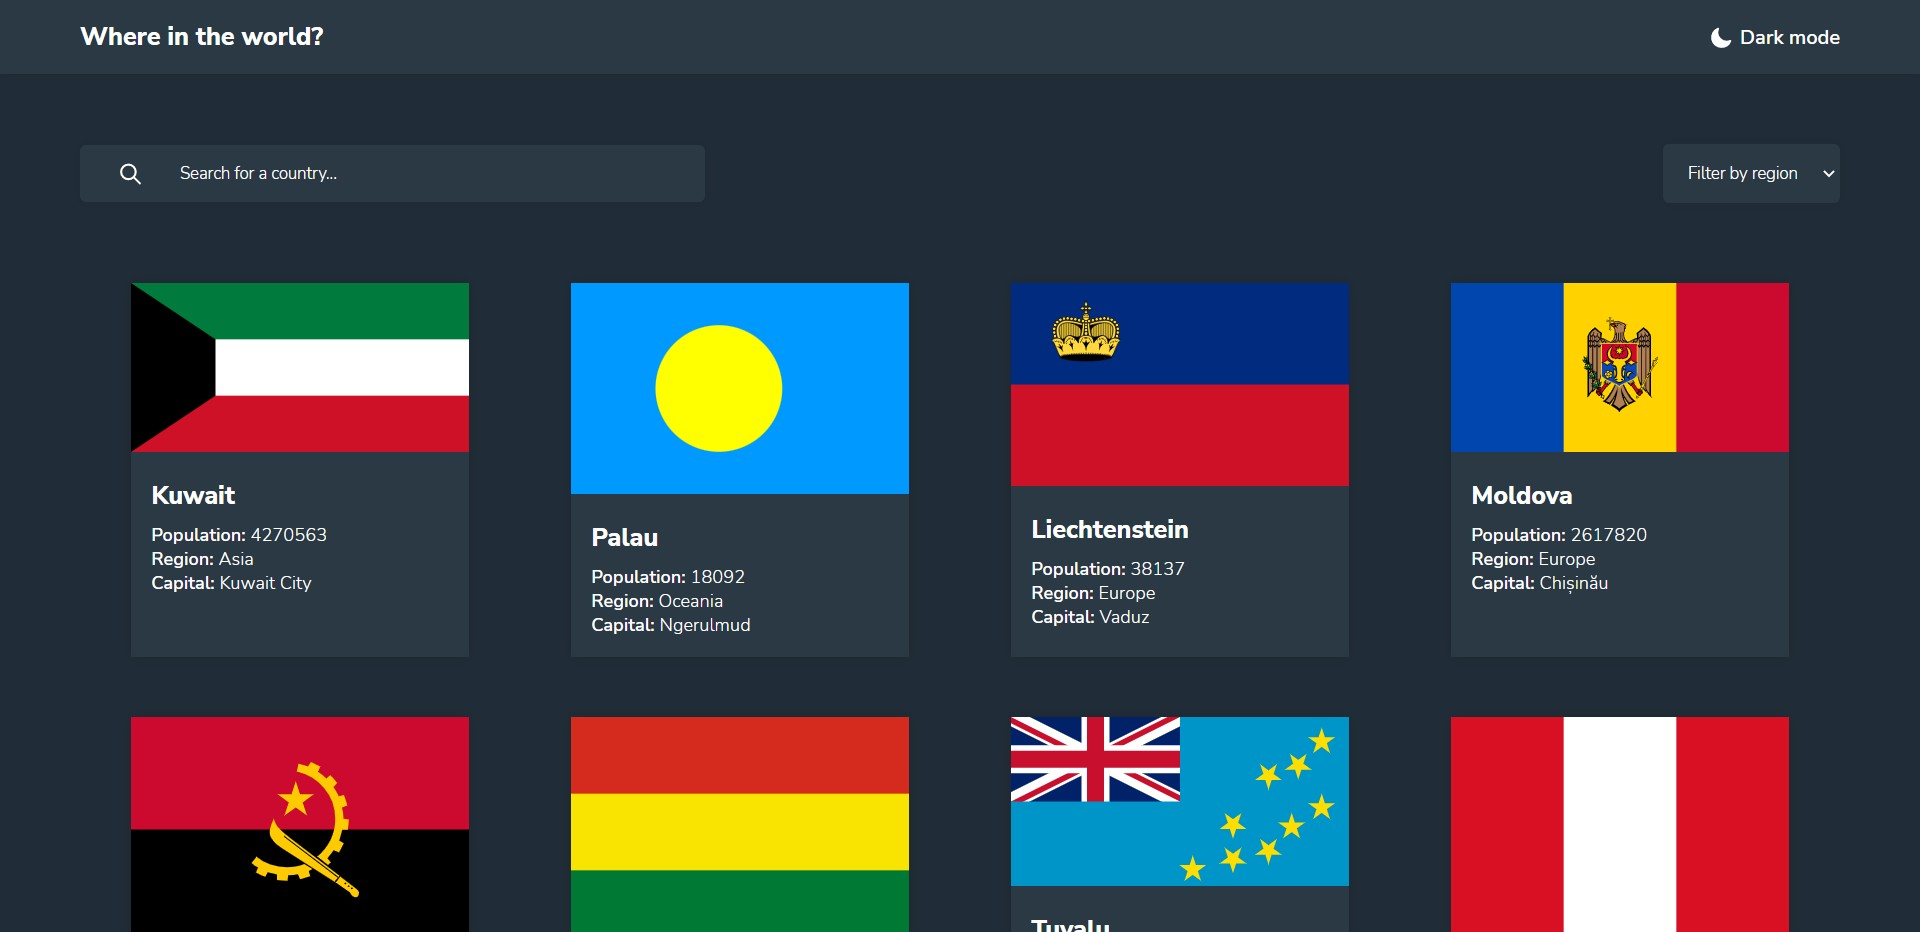 Where in the world?
Dark mode
Search for a country...
Filter by region
Kuwait
Population: 4270563
Region: Asia
Capital: Kuwait City
Palau
Population: 18092
Region: Oceania
Capital: Ngerulmud
Liechtenstein
Population: 38137
Region: Europe
Capital: Vaduz
Moldova
Population: 2617820
Region: Europe
Capital: Chișinău
Tuvalu